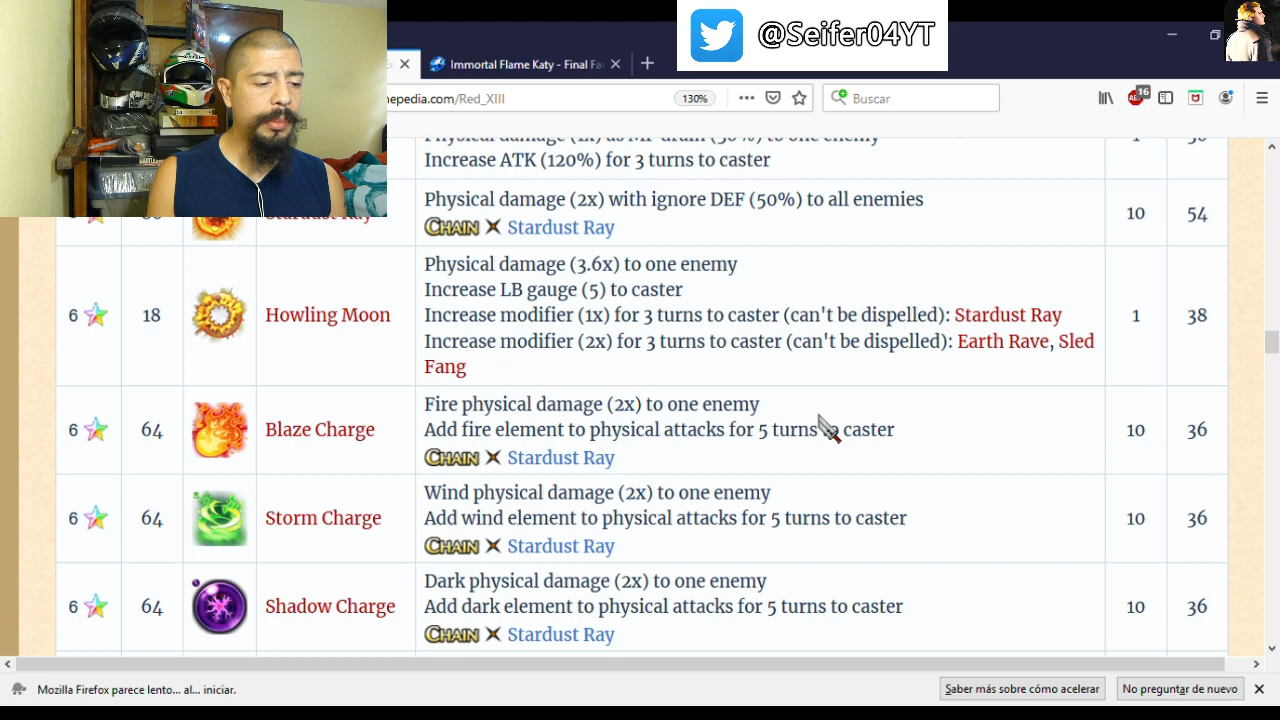 @Seifer04YT
Immortal Flame Katy - Final Fa
nepedia.com/Red_XIII
130%
Buscar
16
Increase ATK (120%) for 3 turns to caster
Physical damage (2x) with ignore DEF (50%) to all enemies
CHAIN Stardust Ray
10
54
Physical damage (3.6x) to one enemy
Increase LB gauge (5) to caster
6
18
Howling Moon
Increase modifier (1x) for 3 turns to caster (can't be dispelled): Stardust Ray
1
38
Increase modifier (2x) for 3 turns to caster (can't be dispelled): Earth Rave, Sled
Fang
Fire physical damage (2x) to one enemy
6
64
Blaze Charge
Add fire element to physical attacks for 5 turns to caster
10
36
CHAIN Stardust Ray
Wind physical damage (2x) to one enemy
6
64
Storm Charge
Add wind element to physical attacks for 5 turns to caster
10
36
CHAIN Stardust Ray
Dark physical damage (2x) to one enemy
6
64
Shadow Charge
Add dark element to physical attacks for 5 turns to caster
10
36
CHAIN Stardust Ray
Mozilla Firefox parece lento... al... iniciar.
Saber más sobre cómo acelerar
No preguntar de nuevo